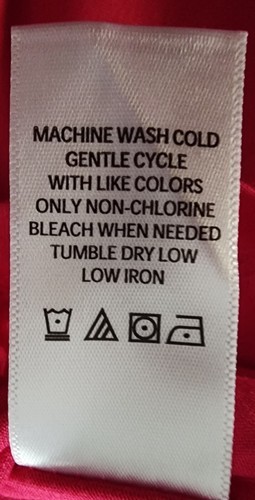 MACHINE WASH COLD
GENTLE CYCLE
WITH LIKE COLORS
ONLY NON-CHLORINE
BLEACH WHEN NEEDED
TUMBLE DRY LOW
LOW IRON